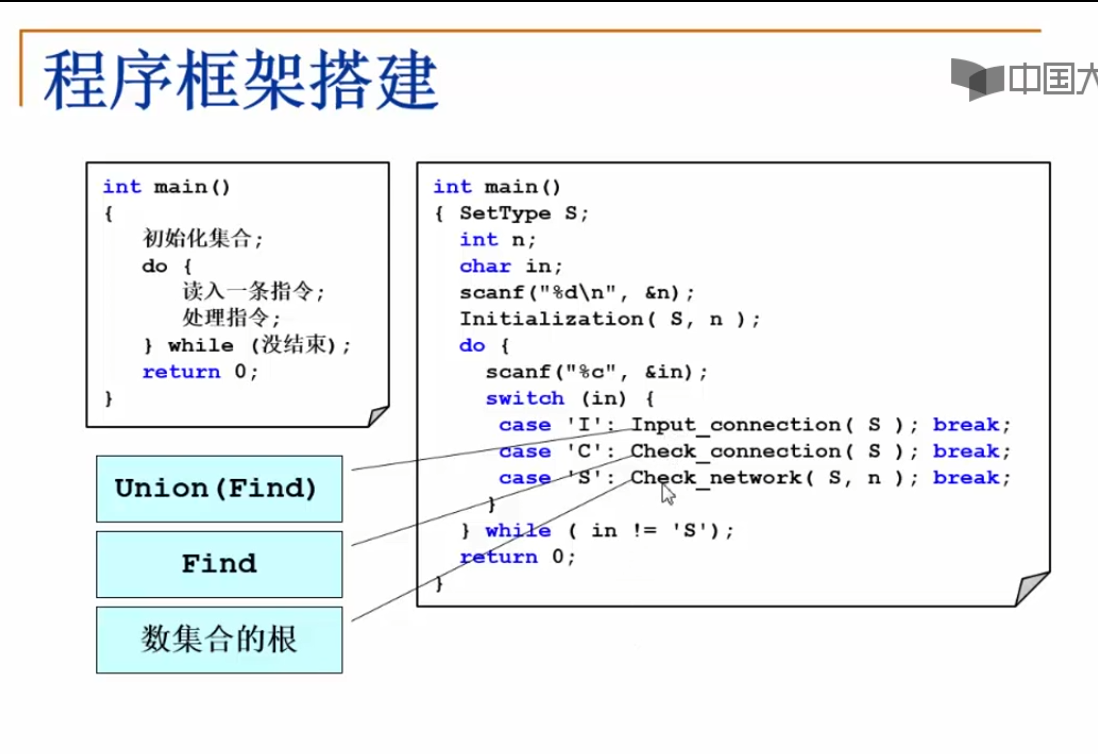 程序框架搭建
中国大
int main()
{
初始化集合;
do {
读入一条指令;
处理指令;
} while (没结束);
return 0;
}
int main()
{ SetType S;
int n;
char in;
scanf("%d\n", &n);
Initialization( S, n );
do {
scanf("%c", &in);
switch (in) {
case 'I': Input_connection( S ); break;
case 'C': Check_connection( S ); break;
case 'S': Check_network( S, n ); break;
}
} while ( in != 'S');
return 0;
}
Union(Find)
Find
数集合的根